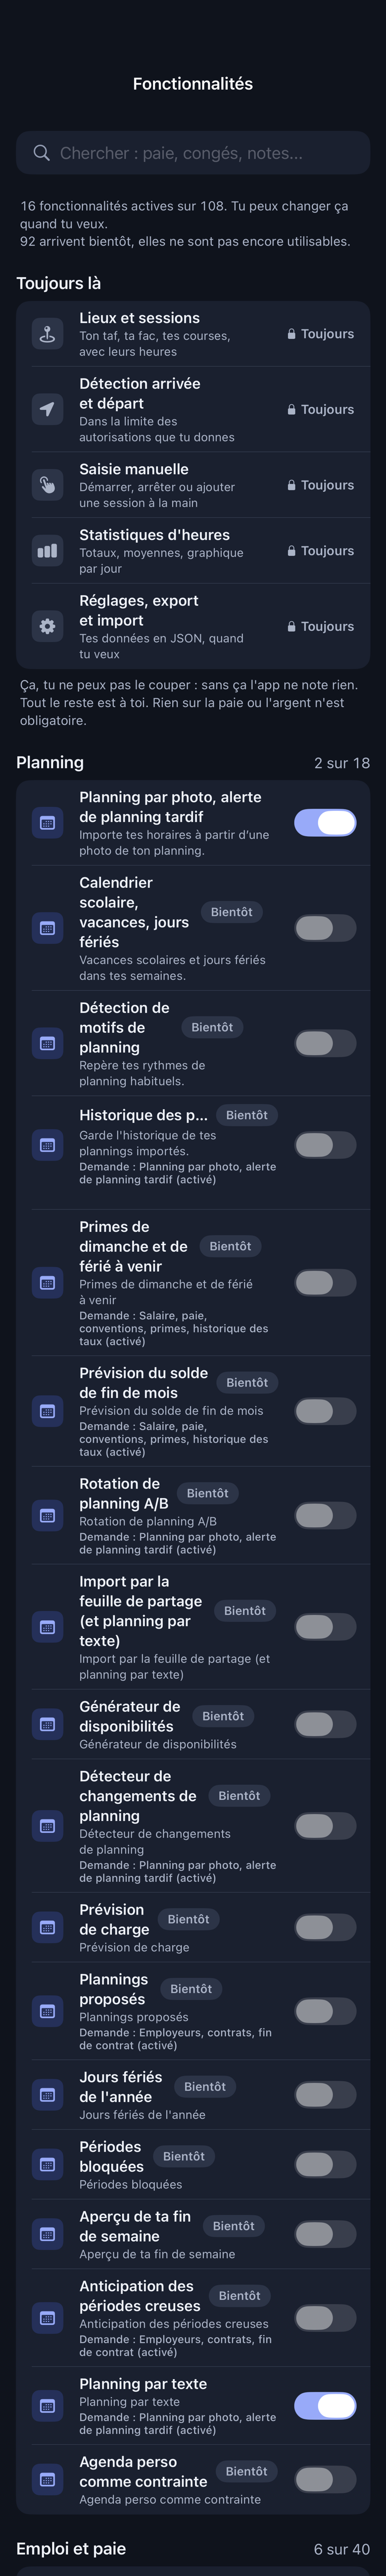 Fonctionnalités
Chercher : paie, congés, notes...
16 fonctionnalités actives sur 108. Tu peux changer ça
quand tu veux.
92 arrivent bientôt, elles ne sont pas encore utilisables.
Toujours là
Lieux et sessions
Ton taf, ta fac, tes courses,
avec leurs heures
Toujours
Détection arrivée
et départ
Dans la limite des
autorisations que tu donnes
Toujours
Saisie manuelle
Démarrer, arrêter ou ajouter
une session à la main
Toujours
Statistiques d'heures
Totaux, moyennes, graphique
par jour
Toujours
Réglages, export
et import
Tes données en JSON, quand
tu veux
Toujours
Ça, tu ne peux pas le couper : sans ça l'app ne note rien.
Tout le reste est à toi. Rien sur la paie ou l'argent n'est
obligatoire.
Planning
2 sur 18
Planning par photo, alerte
de planning tardif
Importe tes horaires à partir d'une
photo de ton planning.
Calendrier
scolaire,
vacances, jours
fériés
Bientôt
Vacances scolaires et jours fériés
dans tes semaines.
Détection de
motifs de
planning
Bientôt
Repère tes rythmes de
planning habituels.
Historique des p...
Bientôt
Garde l'historique de tes
plannings importés.
Demande : Planning par photo, alerte
de planning tardif (activé)
Primes de
dimanche et de
férié à venir
Bientôt
Primes de dimanche et de férié
à venir
Demande : Salaire, paie,
conventions, primes, historique des
taux (activé)
Prévision du solde
de fin de mois
Bientôt
Prévision du solde de fin de mois
Demande : Salaire, paie,
conventions, primes, historique des
taux (activé)
Rotation de
planning A/B
Bientôt
Rotation de planning A/B
Demande : Planning par photo, alerte
de planning tardif (activé)
Import par la
feuille de partage
(et planning par
texte)
Bientôt
Import par la feuille de partage (et
planning par texte)
Générateur de
disponibilités
Bientôt
Générateur de disponibilités
Détecteur de
changements de
planning
Bientôt
Détecteur de changements
de planning
Demande : Planning par photo, alerte
de planning tardif (activé)
Prévision
de charge
Bientôt
Prévision de charge
Plannings
proposés
Bientôt
Plannings proposés
Demande : Employeurs, contrats, fin
de contrat (activé)
Jours fériés
de l'année
Bientôt
Jours fériés de l'année
Périodes
bloquées
Bientôt
Périodes bloquées
Aperçu de ta fin
de semaine
Bientôt
Aperçu de ta fin de semaine
Anticipation des
périodes creuses
Bientôt
Anticipation des périodes creuses
Demande : Employeurs, contrats, fin
de contrat (activé)
Planning par texte
Planning par texte
Demande : Planning par photo, alerte
de planning tardif (activé)
Agenda perso
comme contrainte
Bientôt
Agenda perso comme contrainte
Emploi et paie
6 sur 40